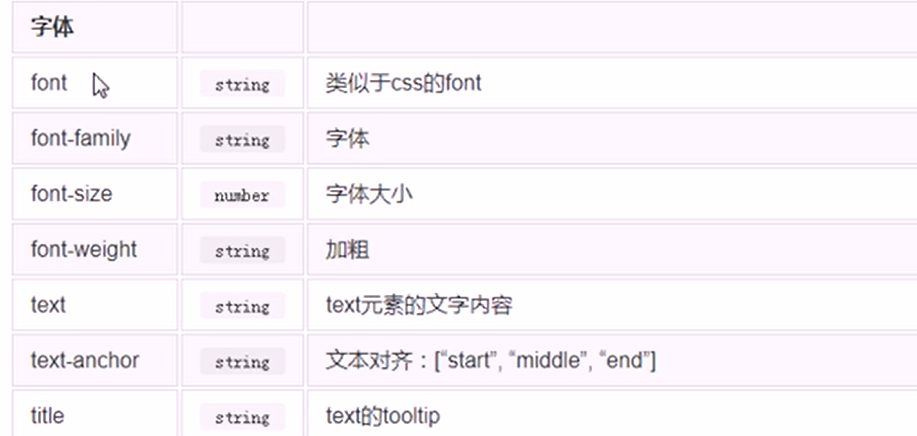 字体
font string 类似于css的font
font-family string 字体
font-size number 字体大小
font-weight string 加粗
text string text元素的文字内容
text-anchor string 文本对齐：[“start”, “middle”, “end”]
title string text的tooltip